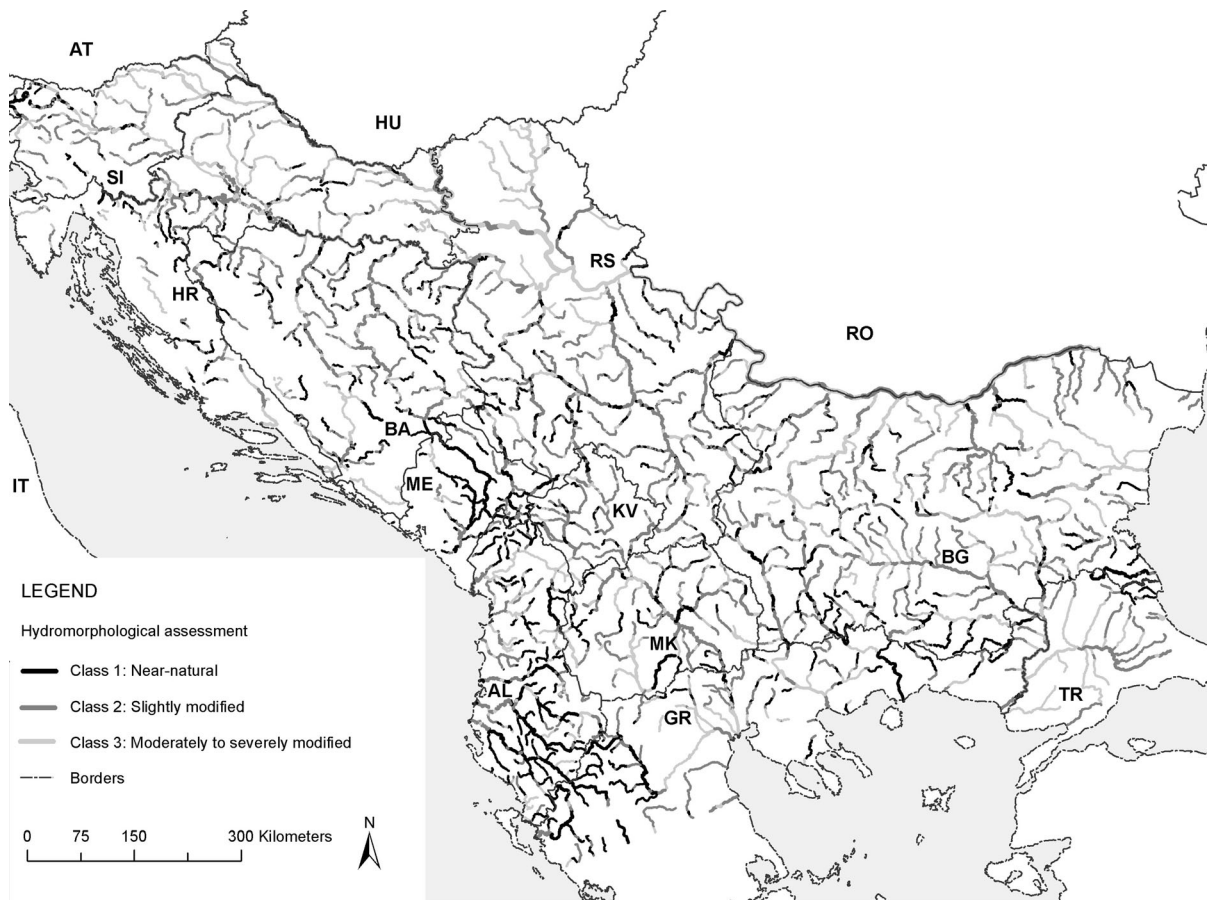 AT
HU
SI
RS
HR
RO
BA
IT
ME
KV
BG
LEGEND
Hydromorphological assessment
MK
Class 1: Near-natural
AL
TR
Class 2: Slightly modified
GR
Class 3: Moderately to severely modified
Borders
N
0 75 150 300 Kilometers